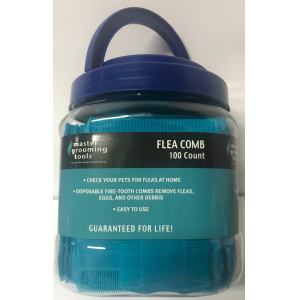 master
grooming
tools
FLEA COMB
100 Count
• CHECK YOUR PETS FOR FLEAS AT HOME
• DISPOSABLE FINE-TOOTH COMBS REMOVE FLEAS,
EGGS, AND OTHER DEBRIS
• EASY TO USE
GUARANTEED FOR LIFE!